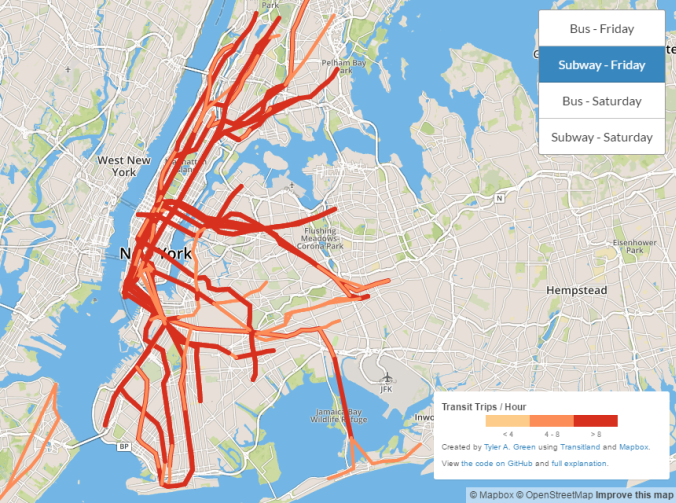 Park
Bus - Friday
Subway - Friday
Bus - Saturday
Subway - Saturday
Pelham Bay
Park
West New
York
N
Flushing
Meadows-
Corona Park
Eisenhower
Park
New York
Hempstead
JFK
Jamaica Bay
Wildlife Refuge
Inwo
BP
Transit Trips / Hour
< 4
4 - 8
> 8
Created by Tyler A. Green using Transitland and Mapbox.
View the code on GitHub and full explanation.
© Mapbox © OpenStreetMap Improve this map